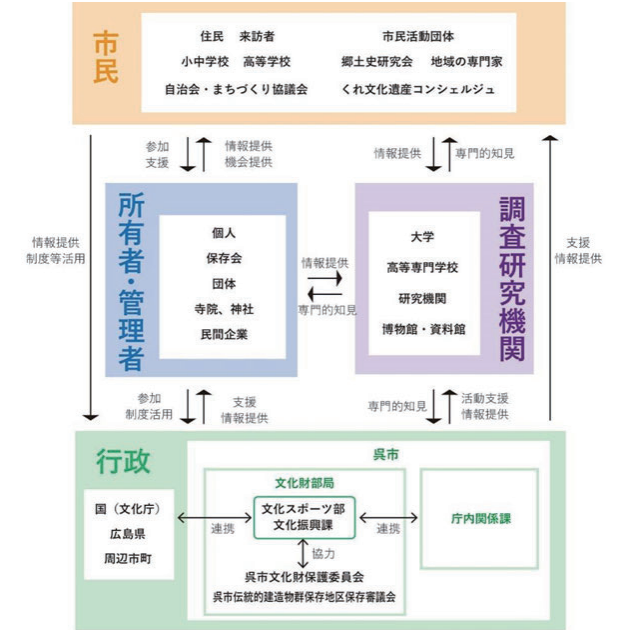 市民
住民 来訪者
小中学校 高等学校
自治会・まちづくり協議会
市民活動団体
郷土史研究会 地域の専門家
くれ文化遺産コンシェルジュ
参加
支援
情報提供
機会提供
情報提供
専門的知見
情報提供
制度等活用
所有者・管理者
個人
保存会
団体
寺院、神社
民間企業
情報提供
専門的知見
調査研究機関
大学
高等専門学校
研究機関
博物館・資料館
支援
情報提供
参加
制度活用
支援
情報提供
専門的知見
活動支援
情報提供
行政
国（文化庁）
広島県
周辺市町
呉市
文化財部局
文化スポーツ部
文化振興課
連携
連携
協力
呉市文化財保護委員会
呉市伝統的建造物群保存地区保存審議会
庁内関係課